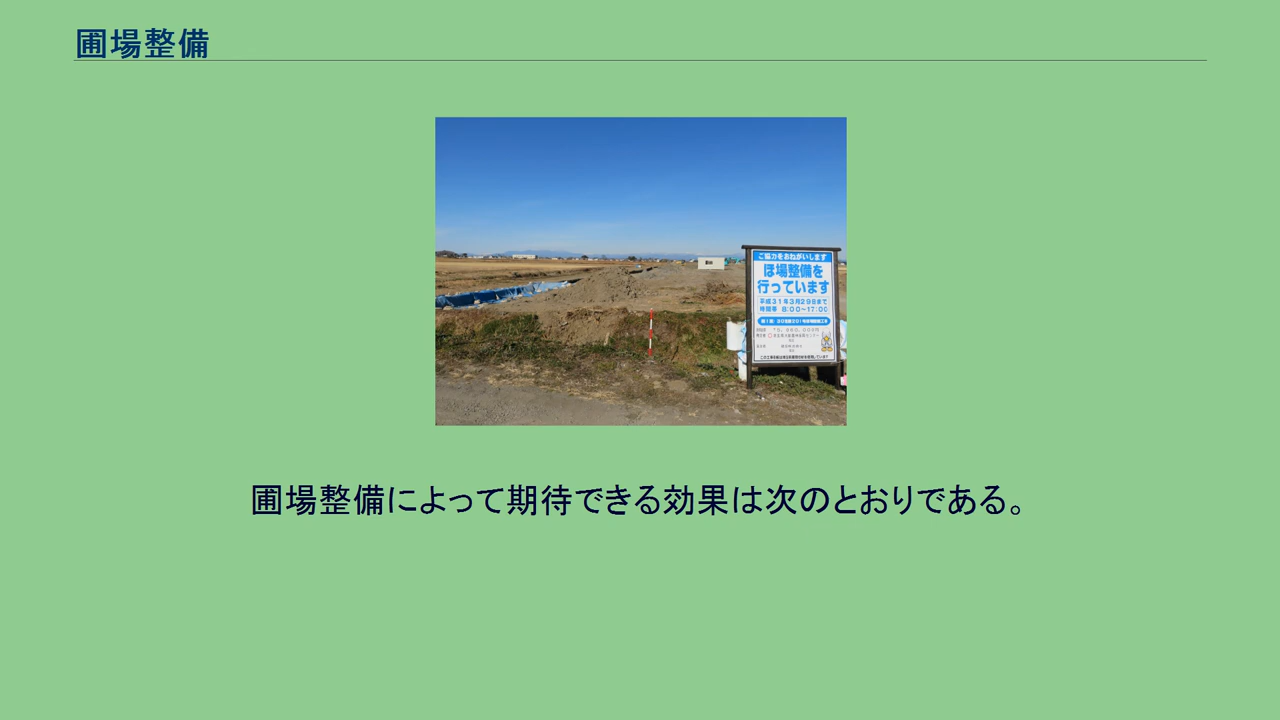 圃場整備
ご協力をおねがいします
ほ場整備を
行っています
平成31年3月29日まで
時間帯 8:00～17:00
圃場整備によって期待できる効果は次のとおりである。